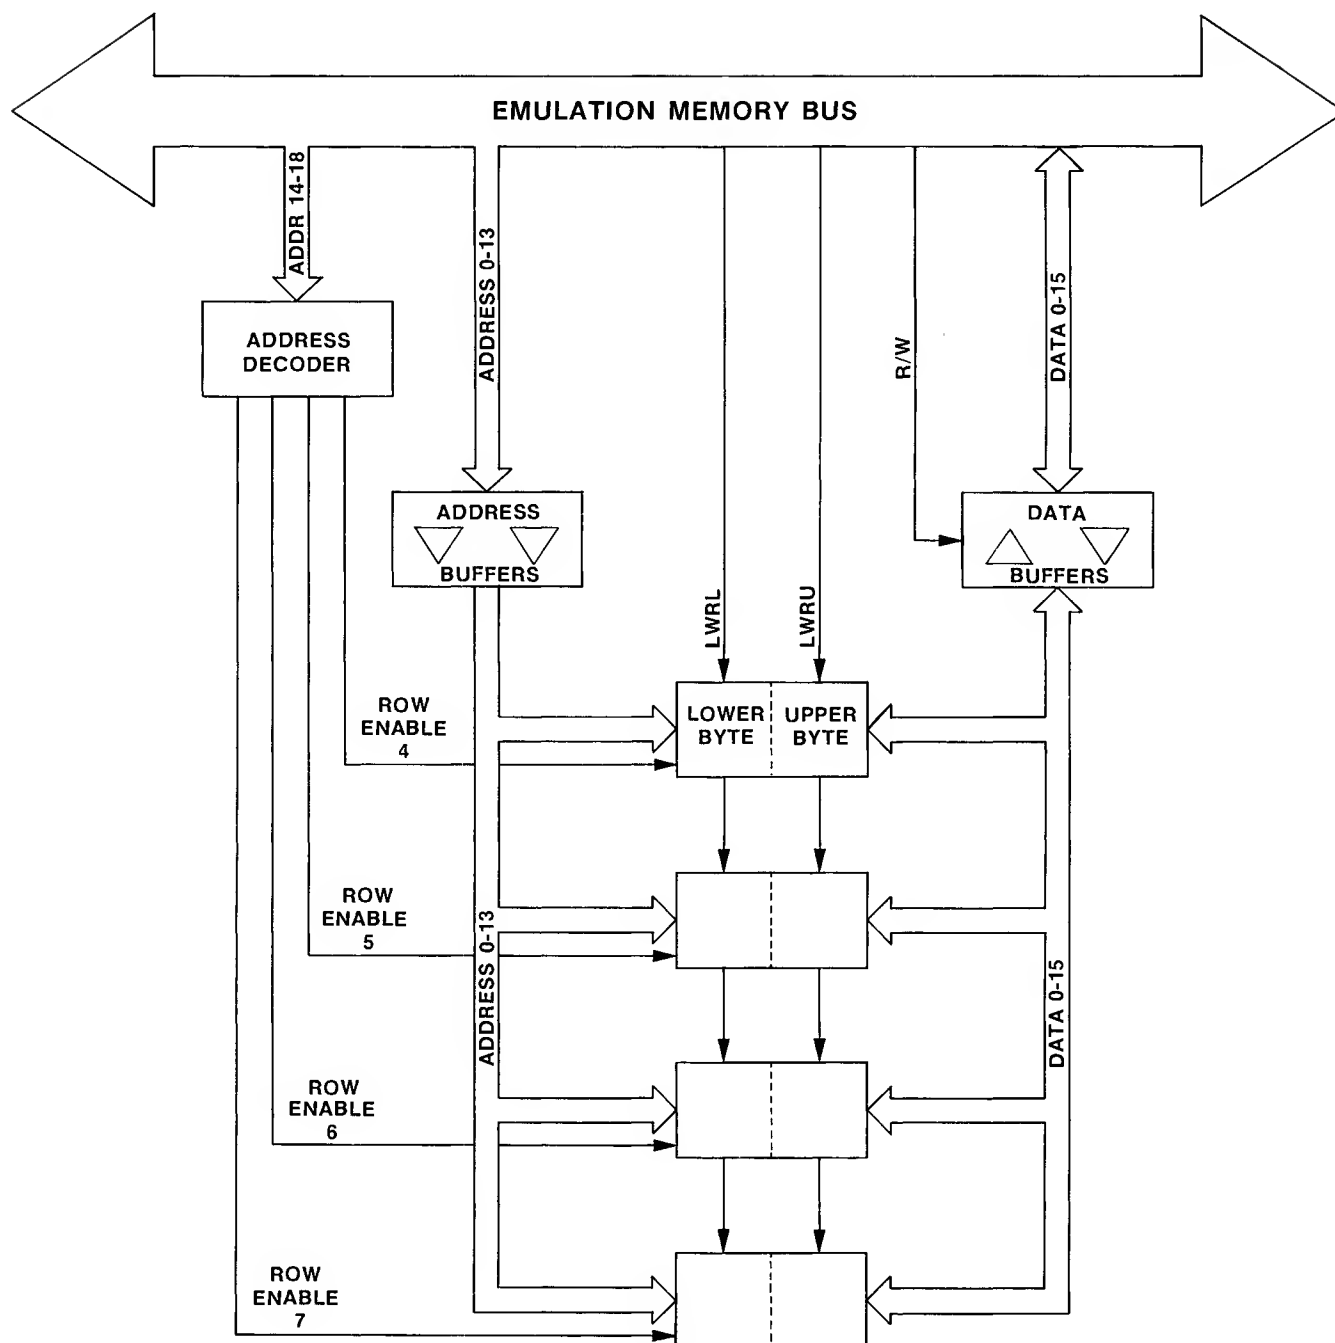 EMULATION MEMORY BUS
ADDR 14-18
ADDRESS 0-13
R/W
DATA 0-15
ADDRESS
DECODER
ADDRESS
BUFFERS
DATA
BUFFERS
LWRL
LWRU
ROW
ENABLE
4
LOWER
BYTE
UPPER
BYTE
ROW
ENABLE
5
ADDRESS 0-13
DATA 0-15
ROW
ENABLE
6
ROW
ENABLE
7